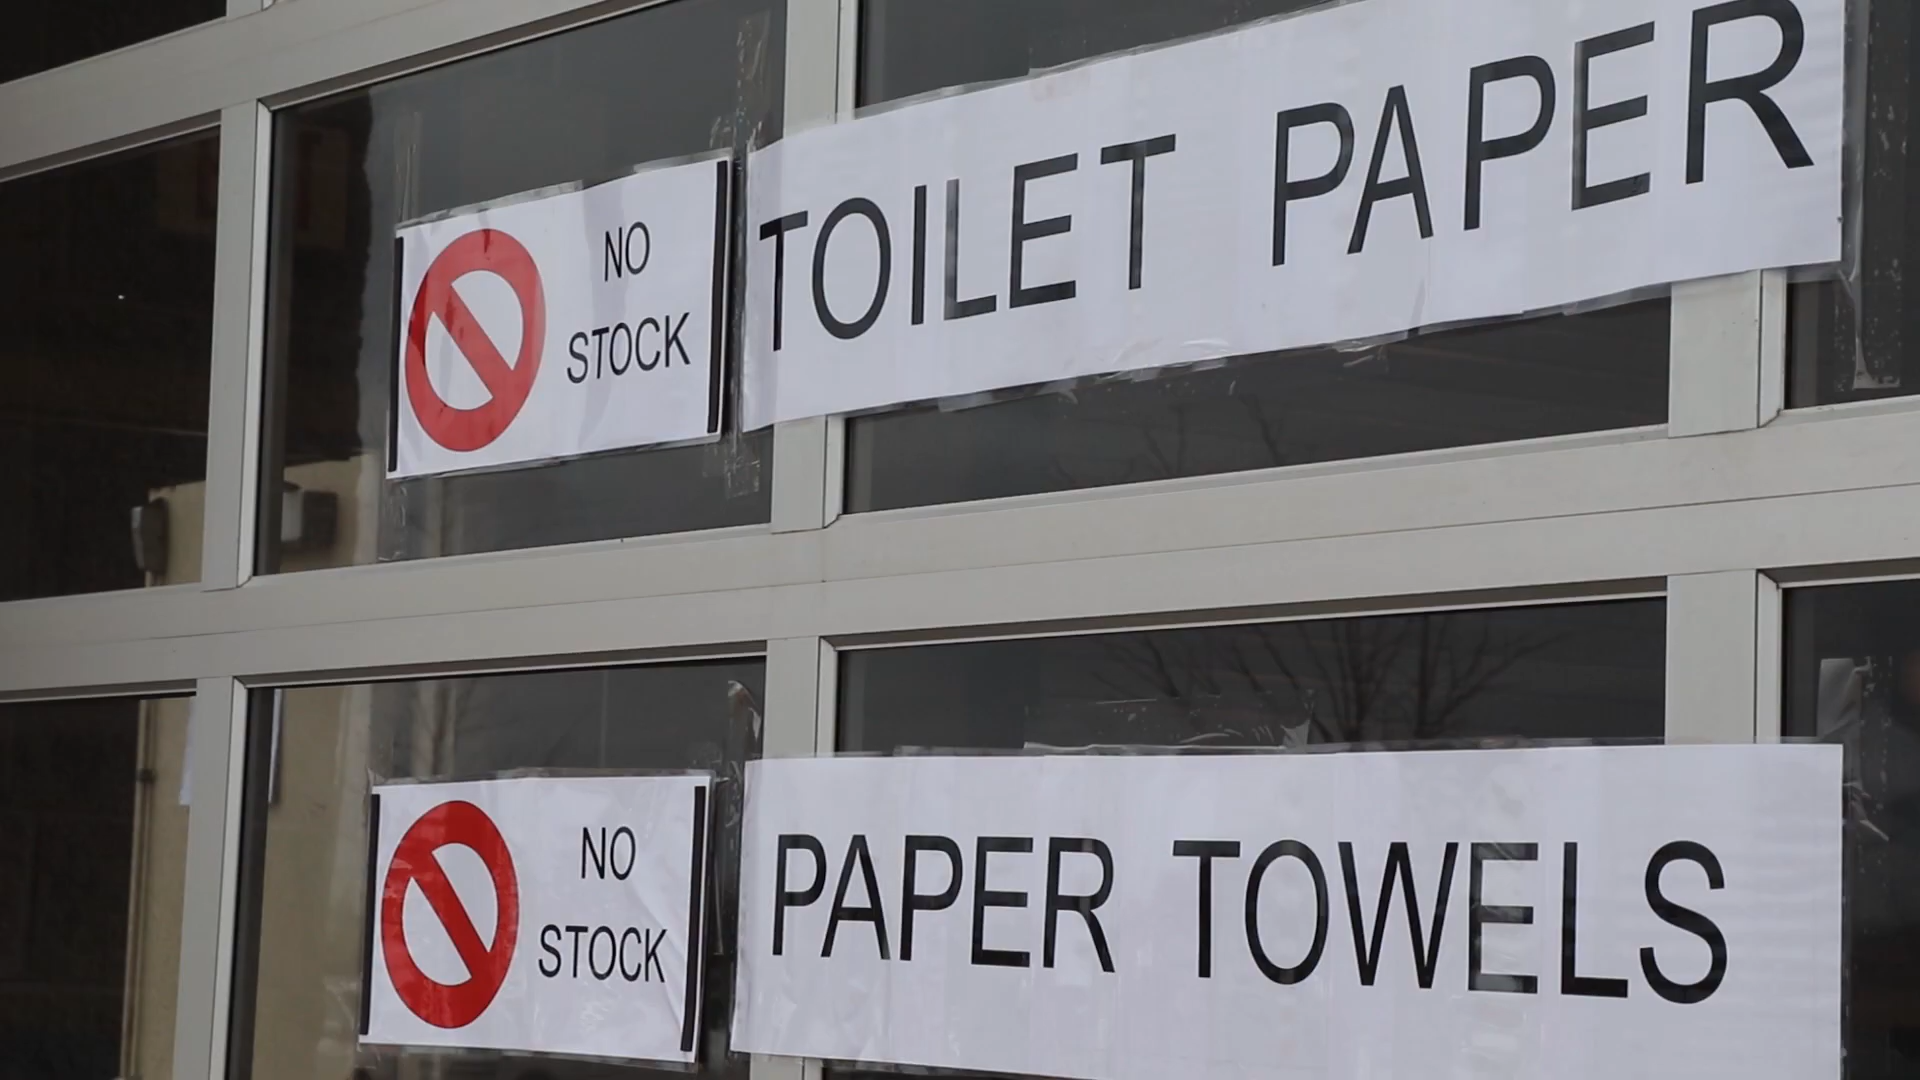 NO
STOCK
TOILET PAPER
NO
STOCK
PAPER TOWELS